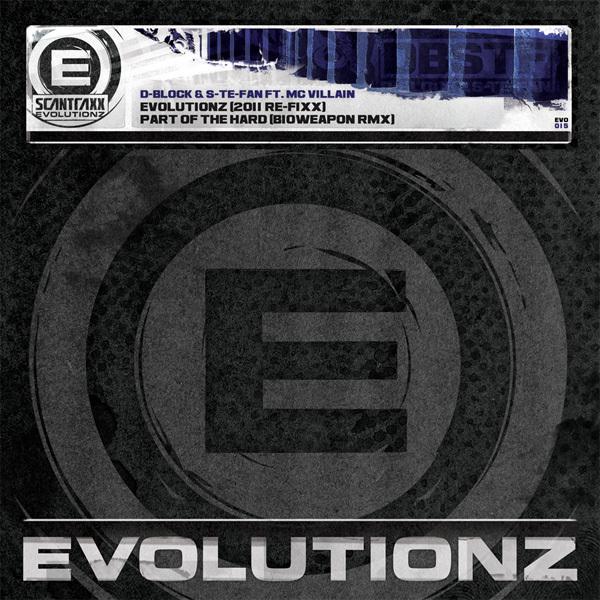 E
SCANTRAXX
EVOLUTIONZ
DBSTF
D-BLOCK & S-TE-FAN FT. MC VILLAIN
EVOLUTIONZ (2011 RE-FIXX)
PART OF THE HARD (BIOWEAPON RMX)
EVO
015
E
EVOLUTIONZ